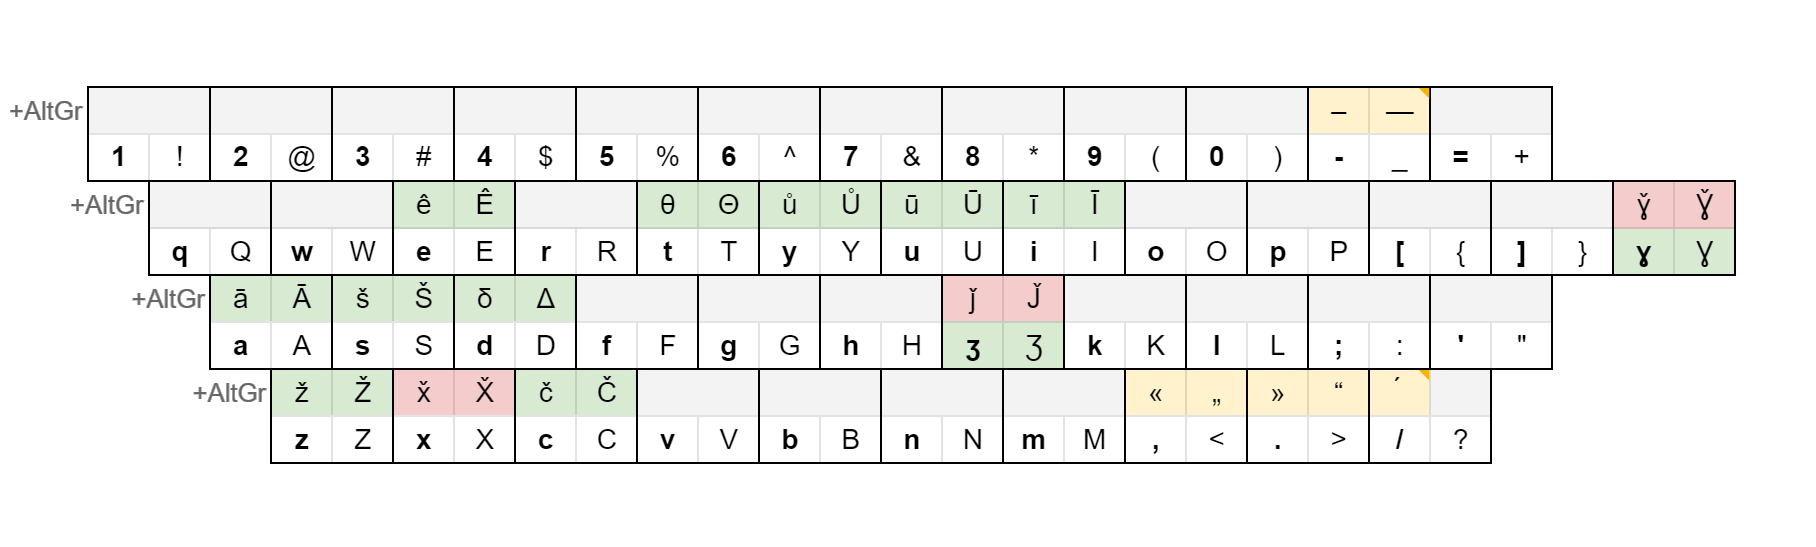 +AltGr – —
1 ! 2 @ 3 # 4 $ 5 % 6 ^ 7 & 8 * 9 ( 0 ) - _ = +
+AltGr ê Ê θ Θ ů Ů ū Ū ī Ī ɣ̌ Ɣ̌
q Q w W e E r R t T y Y u U i I o O p P [ { ] } ɣ Ɣ
+AltGr ā Ā š Š δ Δ ǰ J̌
a A s S d D f F g G h H ʒ Ʒ k K l L ; : ' "
+AltGr ž Ž x̌ X̌ č Č « „ » “ ´
z Z x X c C v V b B n N m M , < . > / ?